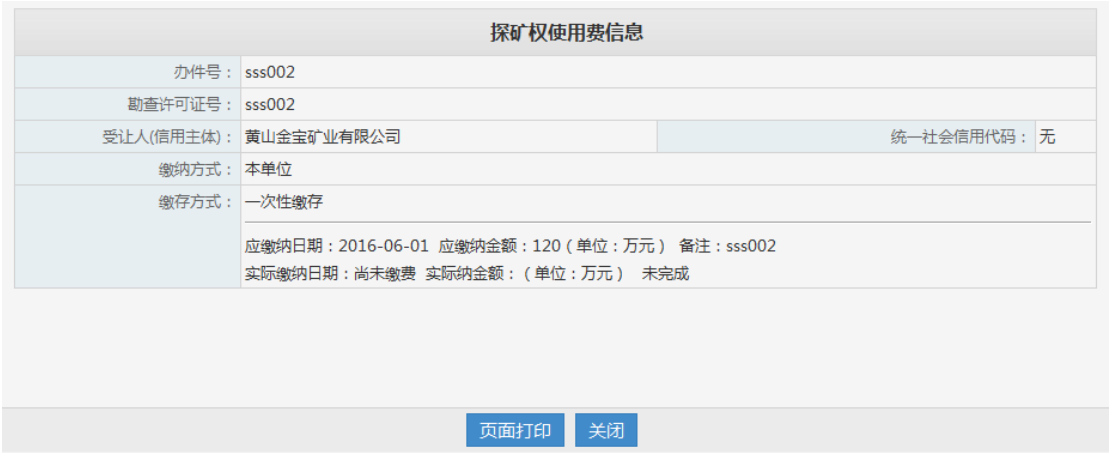 探矿权使用费信息
办件号： sss002
勘查许可证号： sss002
受让人(信用主体)： 黄山金宝矿业有限公司 统一社会信用代码： 无
缴纳方式： 本单位
缴存方式： 一次性缴存
应缴纳日期：2016-06-01 应缴纳金额：120（单位：万元） 备注：sss002
实际缴纳日期：尚未缴费 实际纳金额：（单位：万元） 未完成
页面打印 关闭